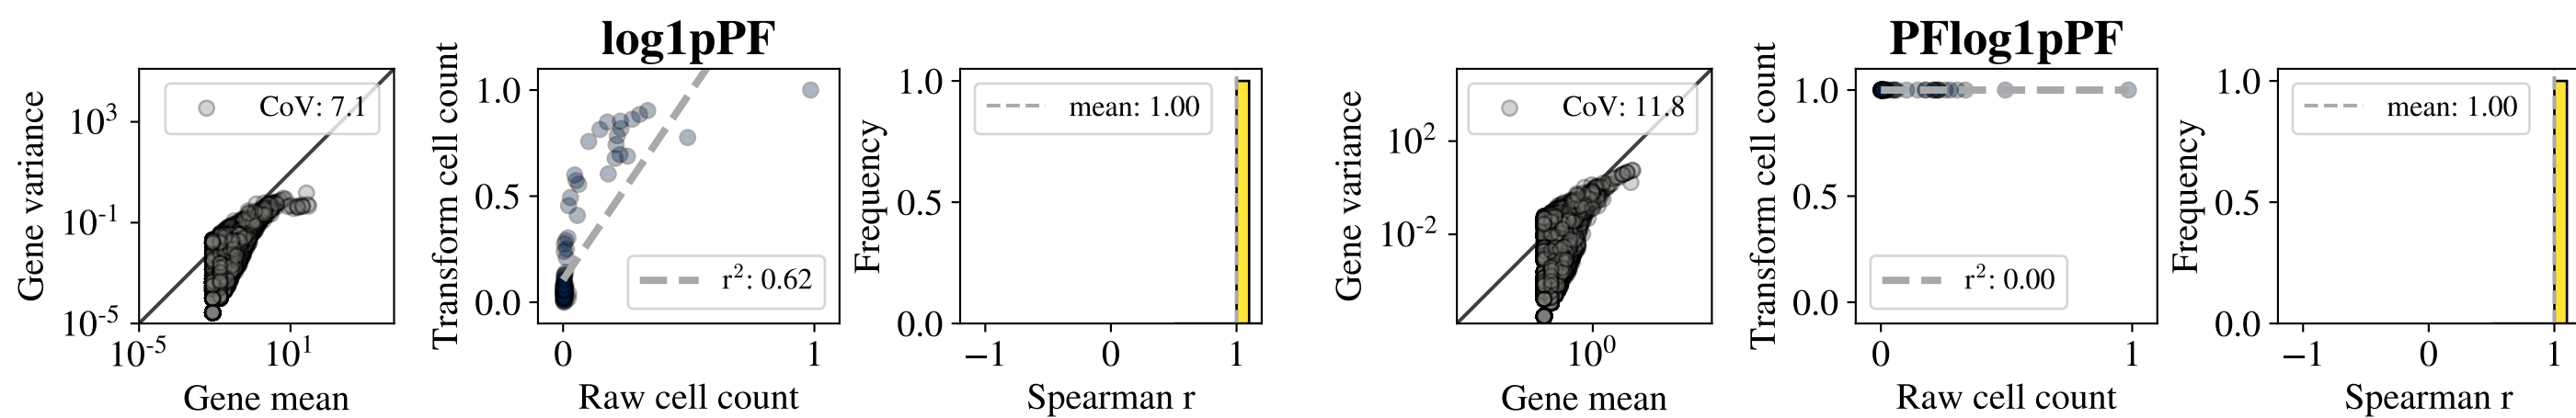 log1pPF
Gene variance
10^3
10^-1
10^-5
CoV: 7.1
10^-5
10^1
Gene mean
Transform cell count
1.0
0.5
0.0
r^2: 0.62
0
1
Raw cell count
Frequency
1.0
0.5
0.0
mean: 1.00
−1
0
1
Spearman r
PFlog1pPF
Gene variance
10^2
10^-2
CoV: 11.8
10^0
Gene mean
Transform cell count
1.0
0.5
0.0
r^2: 0.00
0
1
Raw cell count
Frequency
1.0
0.5
0.0
mean: 1.00
−1
0
1
Spearman r